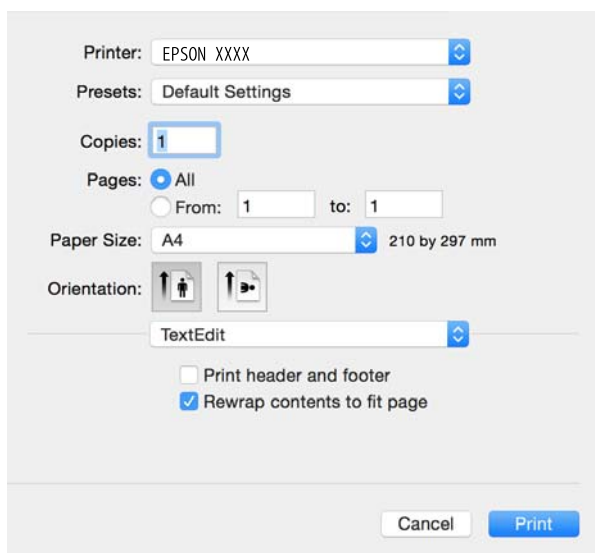 Printer: EPSON XXXX
Presets: Default Settings
Copies: 1
Pages: All
From: 1 to: 1
Paper Size: A4 210 by 297 mm
Orientation:
TextEdit
Print header and footer
Rewrap contents to fit page
Cancel Print